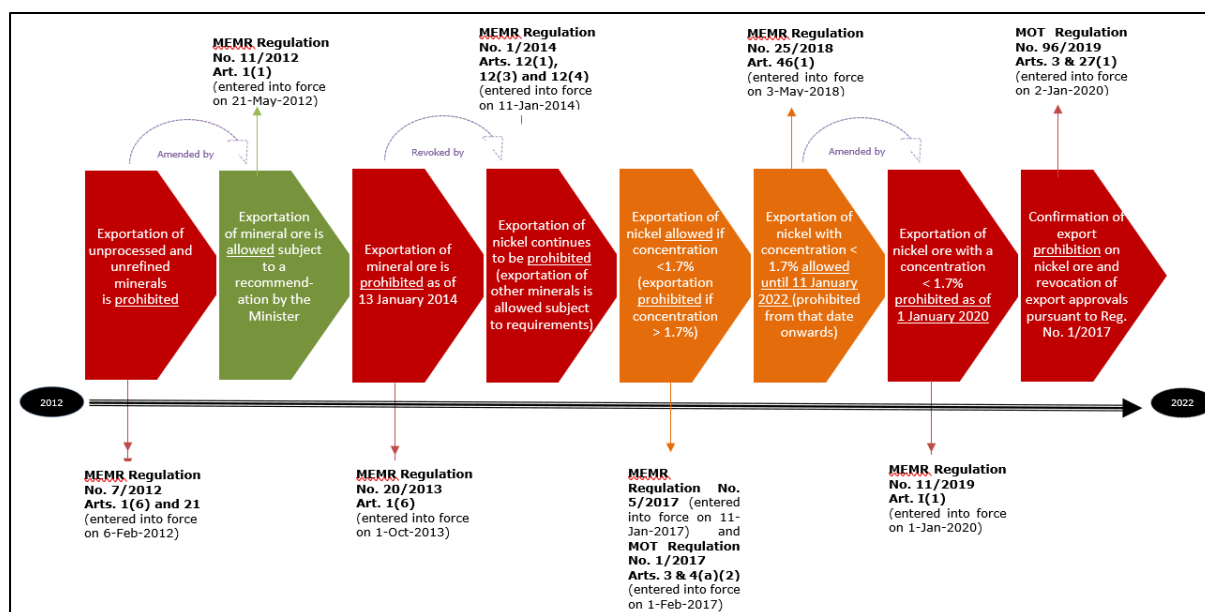 MEMR Regulation
No. 11/2012
Art. 1(1)
(entered into force
on 21-May-2012)
MEMR Regulation
No. 1/2014
Arts. 12(1),
12(3) and 12(4)
(entered into
force on 11-Jan-2014)
MEMR Regulation
No. 25/2018
Art. 46(1)
(entered into force
on 3-May-2018)
MOT Regulation
No. 96/2019
Arts. 3 & 27(1)
(entered into
force on
2-Jan-2020)
Amended by
Revoked by
Amended by
Exportation of
unprocessed and
unrefined
minerals
is prohibited
Exportation
of mineral ore is
allowed subject
to a
recommend-
ation by the
Minister
Exportation of
mineral ore is
prohibited as of
13 January 2014
Exportation of
nickel continues
to be prohibited
(exportation of
other minerals is
allowed subject
to requirements)
Exportation of
nickel allowed if
concentration
<1.7%
(exportation
prohibited if
concentration
> 1.7%)
Exportation of
nickel with
concentration <
1.7% allowed
until 11 January
2022 (prohibited
from that date
onwards)
Exportation of
nickel ore with a
concentration
< 1.7%
prohibited as of
1 January 2020
Confirmation of
export
prohibition on
nickel ore and
revocation of
export approvals
pursuant to Reg.
No. 1/2017
2012
2022
MEMR Regulation
No. 7/2012
Arts. 1(6) and 21
(entered into force
on 6-Feb-2012)
MEMR Regulation
No. 20/2013
Art. 1(6)
(entered into force
on 1-Oct-2013)
MEMR
Regulation No.
5/2017 (entered
into force on 11-
Jan-2017) and
MOT Regulation
No. 1/2017
Arts. 3 & 4(a)(2)
(entered into force
on 1-Feb-2017)
MEMR Regulation
No. 11/2019
Art. I(1)
(entered into force
on 1-Jan-2020)